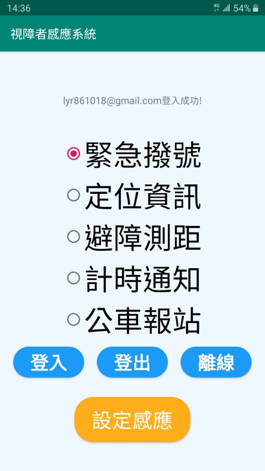 14:36
4G
54%
視障者感應系統
lyr861018@gmail.com登入成功!
緊急撥號
定位資訊
避障測距
計時通知
公車報站
登入 登出 離線
設定感應